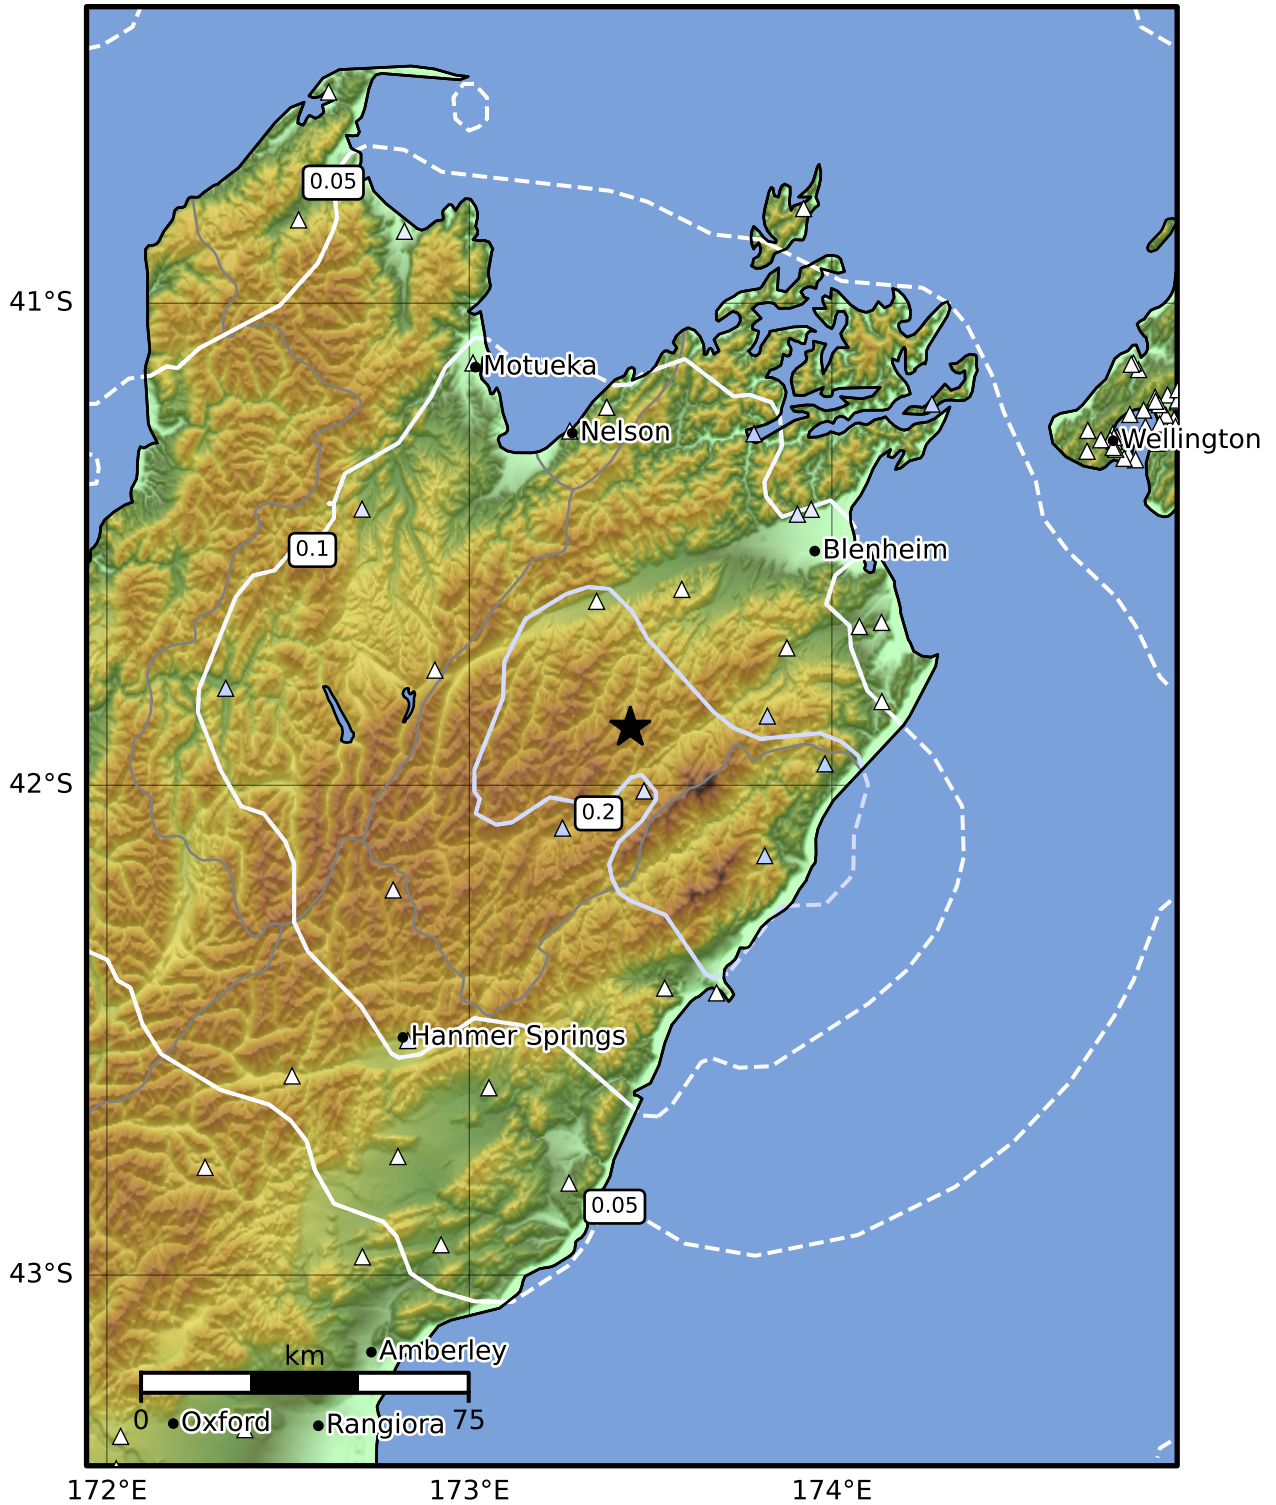 0.05
41°S
Motueka
Nelson
Wellington
0.1
Blenheim
42°S
0.2
Hanmer Springs
0.05
43°S
Amberley
km
0
75
Oxford
Rangiora
172°E
173°E
174°E